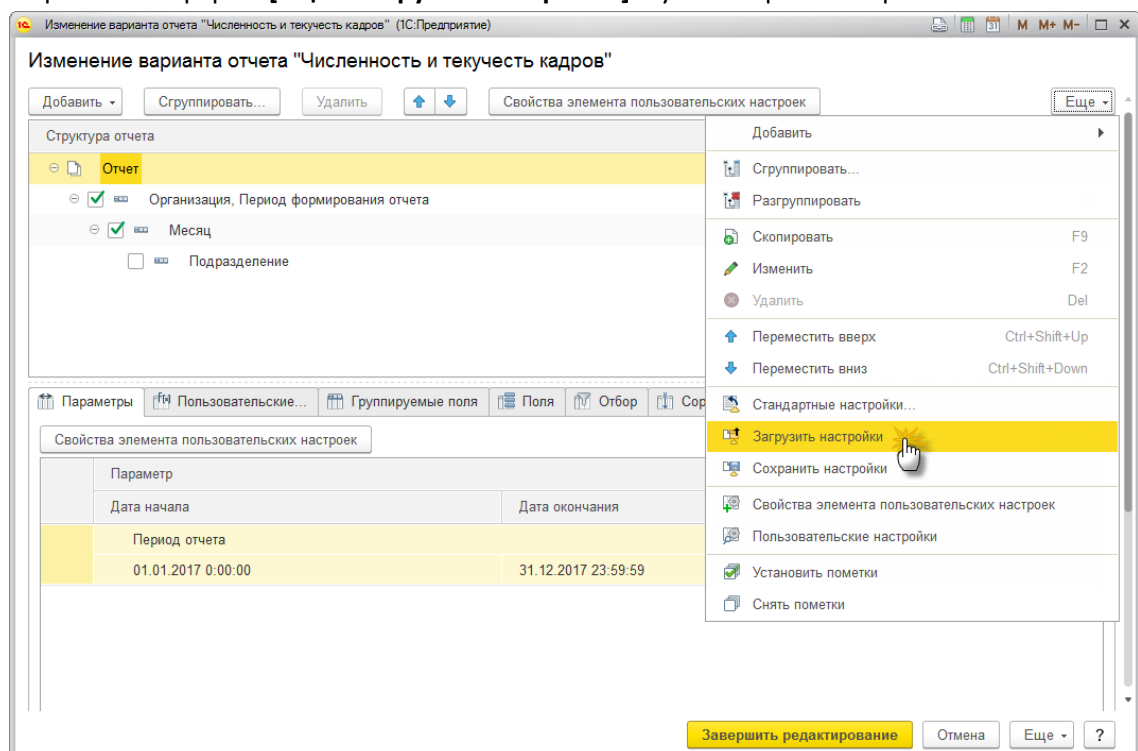 Изменение варианта отчета "Численность и текучесть кадров" (1С:Предприятие)
M M+ M-
Изменение варианта отчета "Численность и текучесть кадров"
Добавить Сгруппировать... Удалить Свойства элемента пользовательских настроек Еще
Структура отчета
Отчет
Организация, Период формирования отчета
Месяц
Подразделение
Добавить
Сгруппировать...
Разгруппировать
Скопировать F9
Изменить F2
Удалить Del
Переместить вверх Ctrl+Shift+Up
Переместить вниз Ctrl+Shift+Down
Стандартные настройки...
Загрузить настройки
Сохранить настройки
Свойства элемента пользовательских настроек
Пользовательские настройки
Установить пометки
Снять пометки
Параметры Пользовательские... Группируемые поля Поля Отбор Сор
Свойства элемента пользовательских настроек
Параметр
Дата начала Дата окончания
Период отчета
01.01.2017 0:00:00 31.12.2017 23:59:59
Завершить редактирование Отмена Еще ?